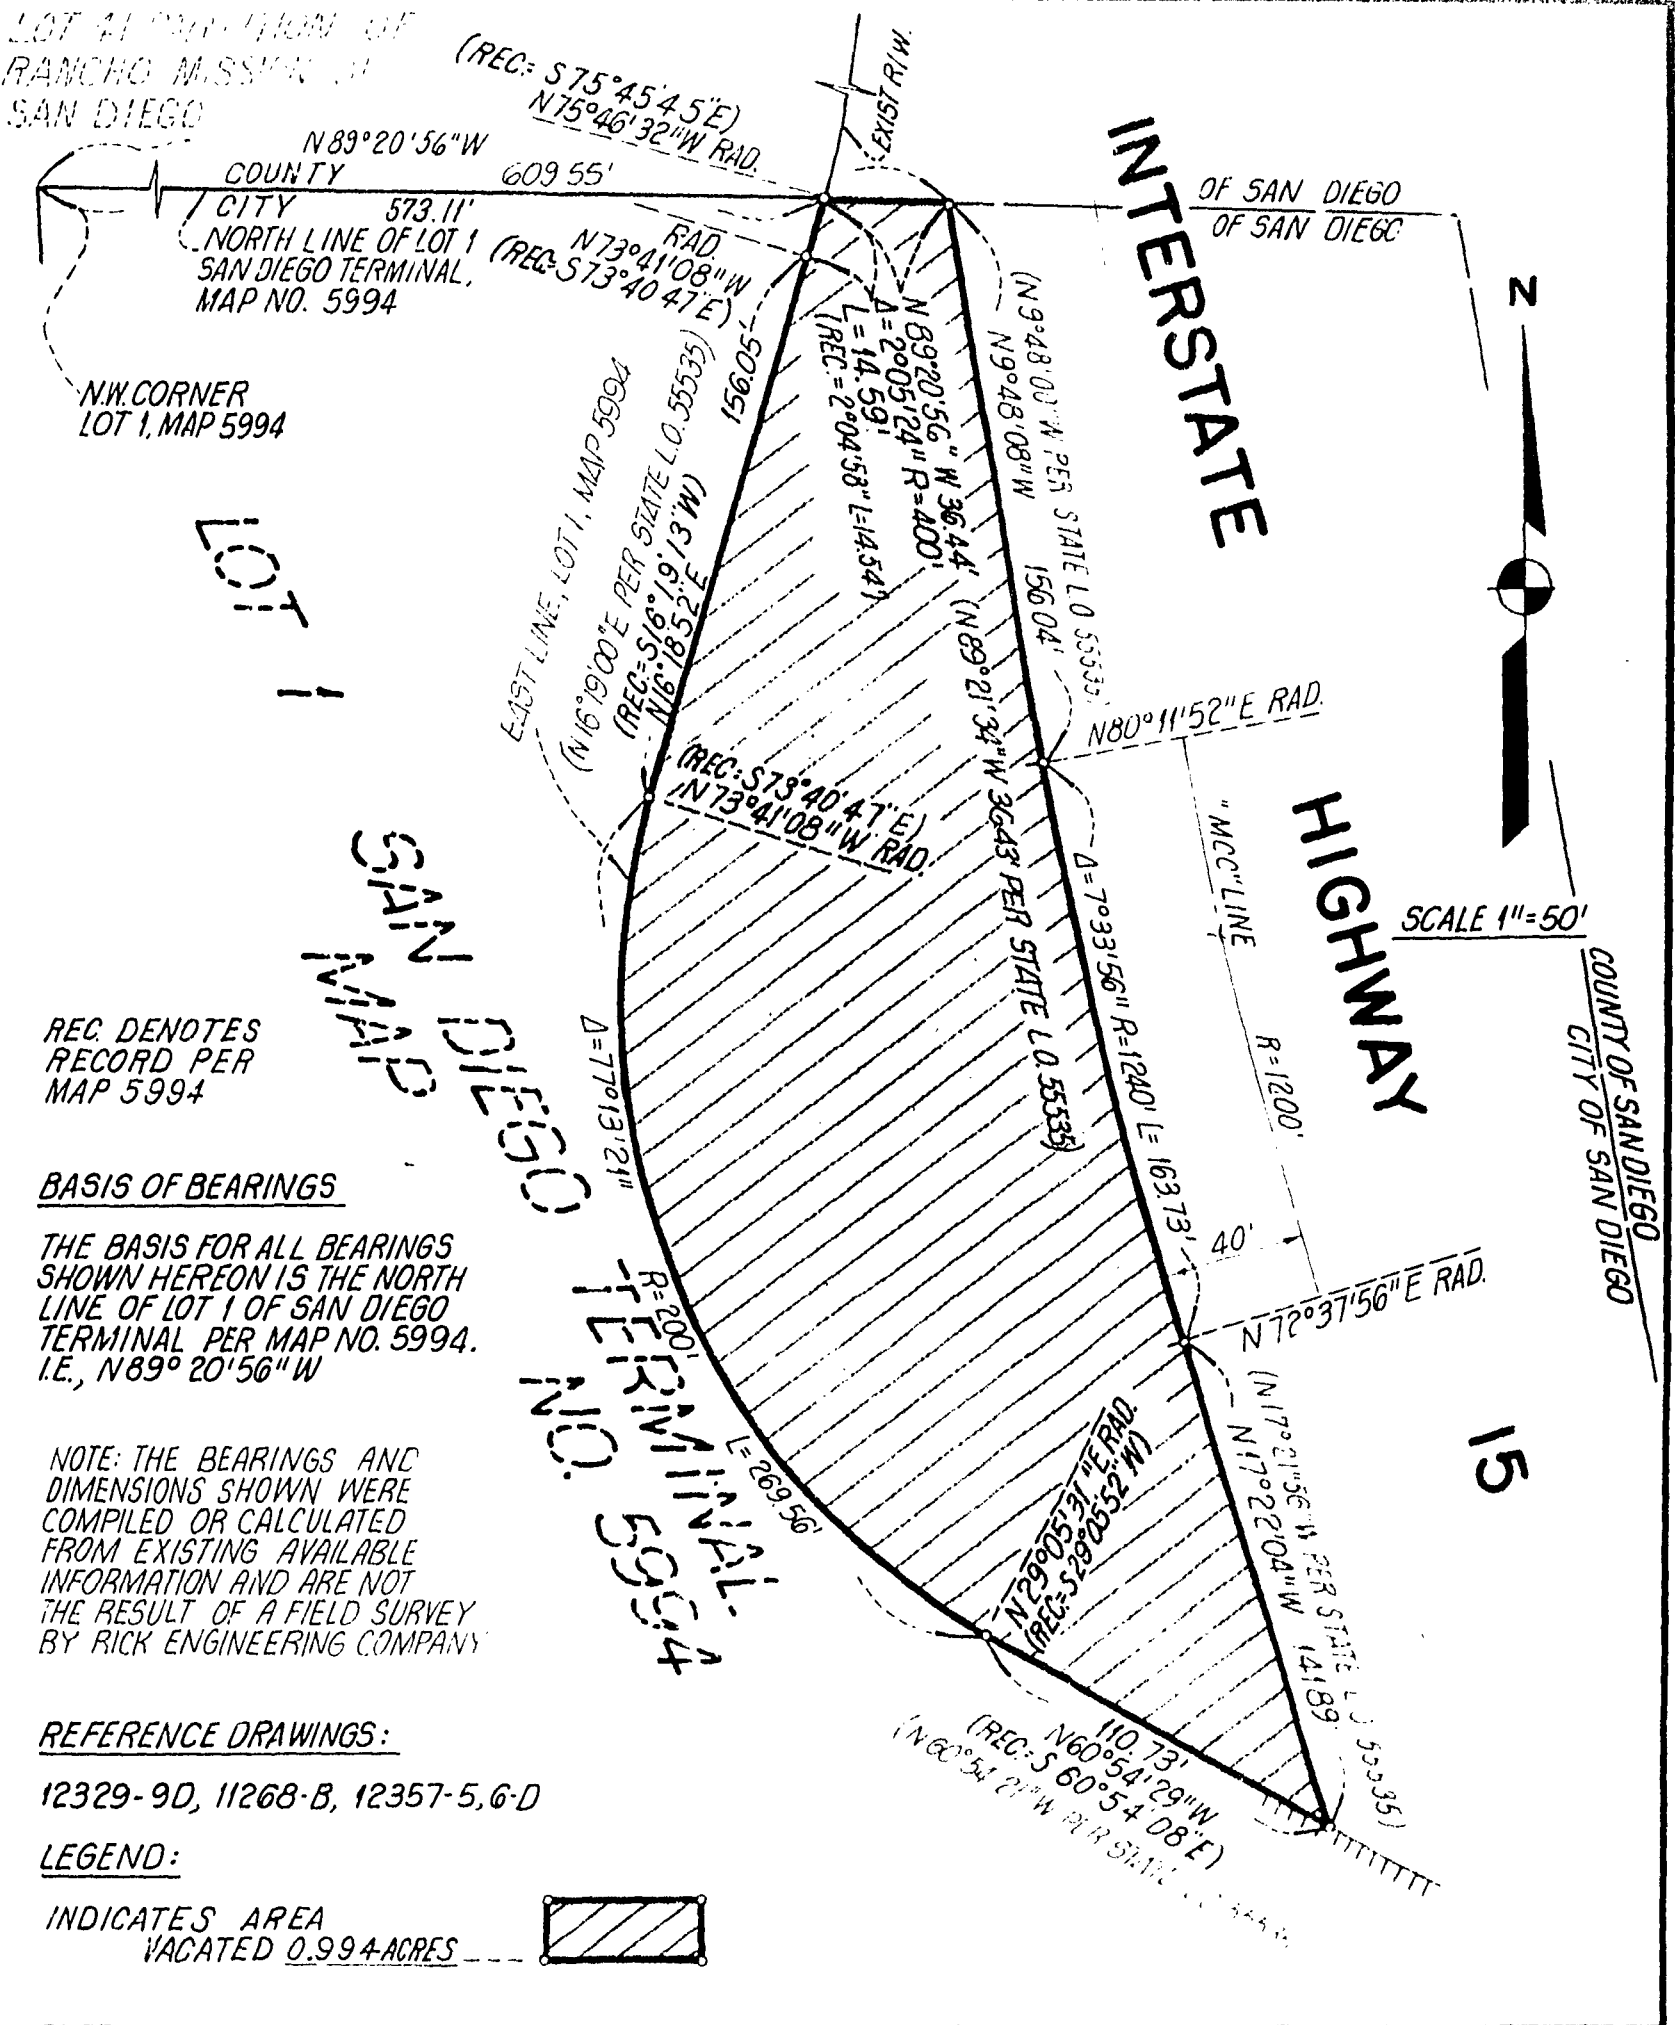 RANCHO MISSION
SAN DIEGO
(REC= S75°45'45"E)
N75°46'32"W RAD.
EXIST R/W.
N89°20'56"W
COUNTY
609.55'
CITY 573.11'
NORTH LINE OF LOT 1
SAN DIEGO TERMINAL,
MAP NO. 5994
OF SAN DIEGO
OF SAN DIEGO
RAD.
N73°41'08"W
(REC=S73°40'47"E)
N.W. CORNER
LOT 1, MAP 5994
156.05'
N89°20'56"W 36.44'
Δ=2°05'24" R=400'
L=14.59'
(REC.=2°04'58" L=14.54')
(N9°48'00"W PER STATE L.O. 55535)
N9°48'08"W 156.04'
INTERSTATE
HIGHWAY
15
N
EAST LINE, LOT 1, MAP 5994
(N16°19'00"E PER STATE L.O. 55535)
(REC=S16°19'13"W)
N16°18'52"E
(N89°21'34"W 36.43' PER STATE L.O. 55535)
(REC=S73°40'47"E)
N73°41'08"W RAD.
N80°11'52"E RAD.
"MCC" LINE
R=1200'
SCALE 1"=50'
COUNTY OF SAN DIEGO
CITY OF SAN DIEGO
Δ=7°33'56" R=1240' L=163.73'
40'
N72°37'56"E RAD.
LOT 1
SAN DIEGO TERMINAL
MAP NO. 5994
Δ=77°13'21"
R=200'
L=269.56'
REC. DENOTES
RECORD PER
MAP 5994
BASIS OF BEARINGS
THE BASIS FOR ALL BEARINGS
SHOWN HEREON IS THE NORTH
LINE OF LOT 1 OF SAN DIEGO
TERMINAL PER MAP NO. 5994.
I.E., N89°20'56"W
NOTE: THE BEARINGS AND
DIMENSIONS SHOWN WERE
COMPILED OR CALCULATED
FROM EXISTING AVAILABLE
INFORMATION AND ARE NOT
THE RESULT OF A FIELD SURVEY
BY RICK ENGINEERING COMPANY
N29°05'31"E RAD.
(REC=S29°05'52"W)
(N17°21'56"W PER STATE L.O. 55535)
N17°22'04"W 141.89'
110.73'
N60°54'29"W
(REC=S 60°54'08"E)
(N60°54'21"W PER STATE
REFERENCE DRAWINGS:
12329-9D, 11268-B, 12357-5,6-D
LEGEND:
INDICATES AREA
VACATED 0.994 ACRES